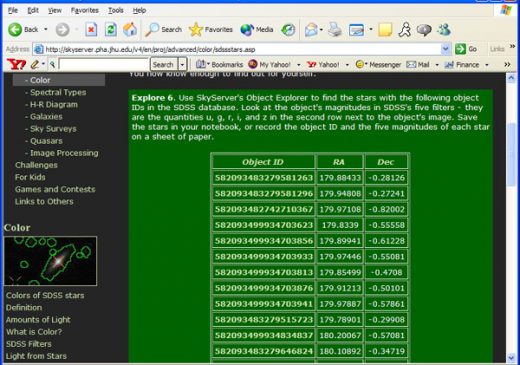 File Edit View Favorites Tools Help
Back Search Favorites
Address http://skyserver.pha.jhu.edu/v4/en/proj/advanced/color/sdssstars.asp Go Links
Search Bookmarks My Yahoo! Yahoo! Finance Mail Messenger
- Color
- Spectral Types
- H-R Diagram
- Galaxies
- Sky Surveys
- Quasars
- Image Processing
Challenges
For Kids
Games and Contests
Links to Others
Color
Colors of SDSS stars
Definition
Amounts of Light
What is Color?
SDSS Filters
Light from Stars
You now know enough to find out for yourself.
Explore 6. Use SkyServer's Object Explorer to find the stars with the following object
IDs in the SDSS database. Look at the object's magnitudes in SDSS's five filters - they
are the quantities u, g, r, i, and z in the second row next to the object's image. Save
the stars in your notebook, or record the object ID and the five magnitudes of each star
on a sheet of paper.
Object ID RA Dec
582093483279581263 179.88433 -0.28126
582093483279581296 179.94808 -0.27241
582093482742710367 179.97108 -0.82002
582093499934703623 179.8339 -0.55558
582093499934703856 179.89941 -0.61228
582093499934703933 179.97446 -0.55081
582093499934703813 179.85499 -0.4708
582093499934703876 179.91213 -0.50101
582093499934703941 179.97887 -0.57861
582093483279515723 179.78901 -0.29908
582093499934834837 180.20067 -0.57081
582093483279646824 180.10892 -0.34719